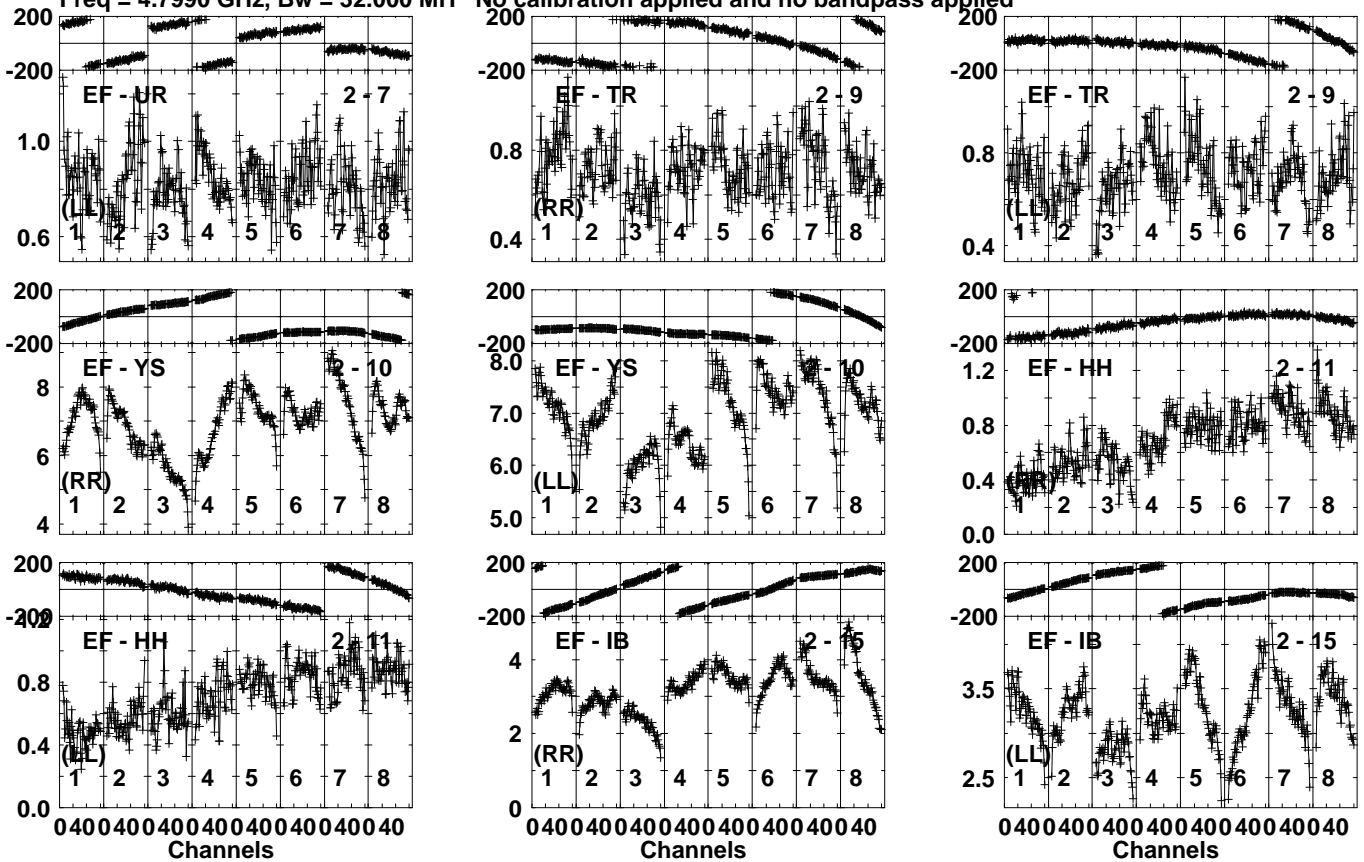 Freq = 4.7990 GHz, Bw = 32.000 MH No calibration applied and no bandpass applied
200 200 200
-200 -200 -200
EF - UR 2 - 7 EF - TR 2 - 9 EF - TR 2 - 9
1.0 0.8 0.8
(LL) (RR) (LL)
1 2 3 4 5 6 7 8 1 2 3 4 5 6 7 8 1 2 3 4 5 6 7 8
0.6 0.4 0.4
200 200 200
-200 -200 -200
8.0
EF - YS 2 - 10 EF - YS 2 - 10 EF - HH 2 - 11
8 7.0 1.2
6 6.0 0.8
(RR) (LL) (RR) 0.4
1 2 3 4 5 6 7 8 1 2 3 4 5 6 7 8 1 2 3 4 5 6 7 8
4 5.0 0.0
200 200 200
-200 -200 -200
1.2
EF - HH 2 - 11 EF - IB 2 - 15 EF - IB 2 - 15
0.8 4 3.5
0.4 2
(LL) (RR) (LL)
1 2 3 4 5 6 7 8 1 2 3 4 5 6 7 8 1 2 3 4 5 6 7 8
2.5
0.0 0
0 40 0 40 0 40 0 40 0 40 0 40 0 40 0 40 0 40 0 40 0 40 0 40 0 40 0 40 0 40 0 40 0 40 0 40 0 40 0 40 0 40 0 40 0 40 0 40
Channels Channels Channels